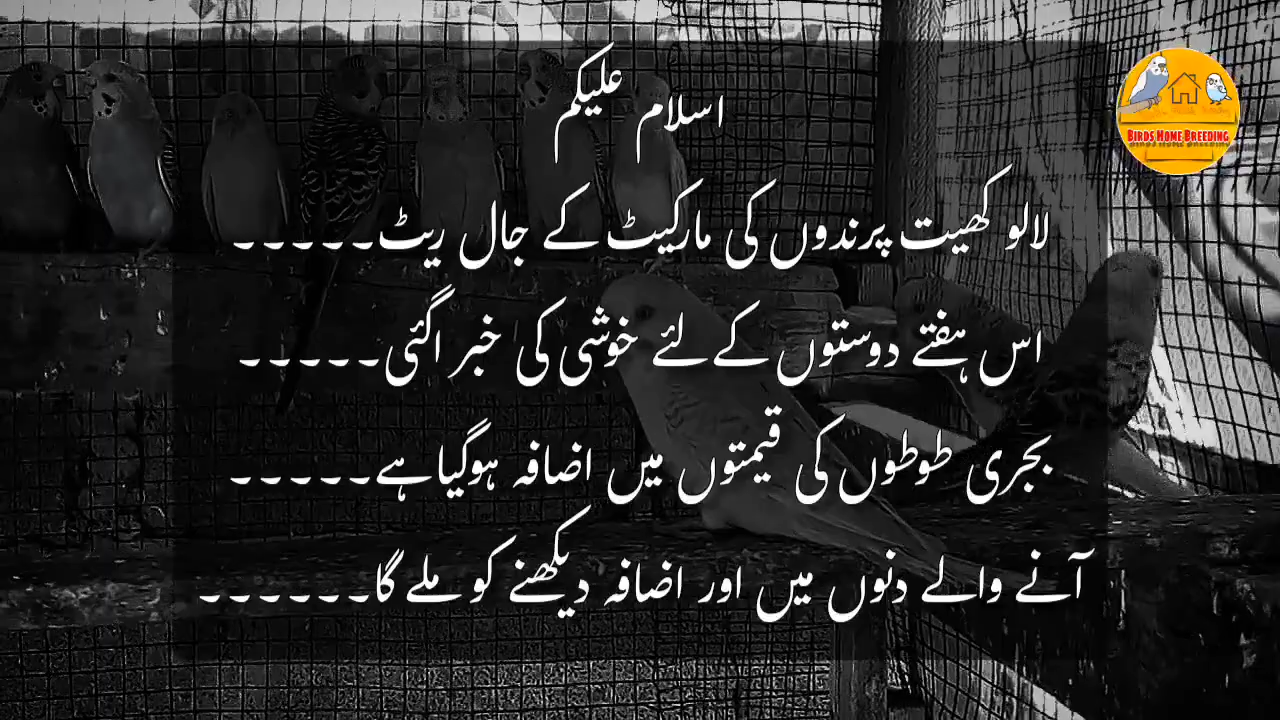 اسلام علیکم
لالو کھیت پرندوں کی مارکیٹ کے جال ریٹ-----
اس ہفتے دوستوں کے لئے خوشی کی خبر اگئی-----
بجری طوطوں کی قیمتوں میں اضافہ ہوگیا ہے-----
آنے والے دنوں میں اور اضافہ دیکھنے کو ملے گا------
BIRDS HOME BREEDING